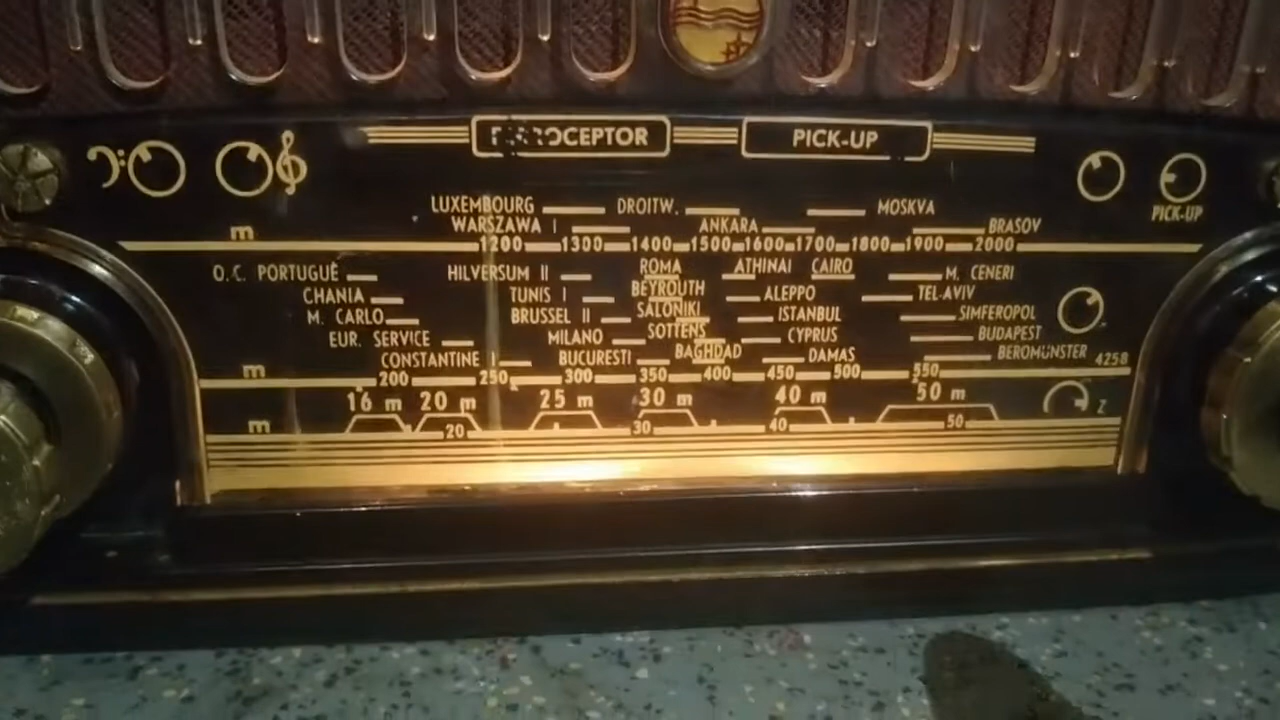 FERROCEPTOR PICK-UP
PICK-UP
LUXEMBOURG DROITW. MOSKVA
WARSZAWA I ANKARA BRASOV
m 1200 1300 1400 1500 1600 1700 1800 1900 2000
O.C. PORTUGUÊ HILVERSUM II ROMA ATHINAI CAIRO M. CENERI
CHANIA TUNIS I BEYROUTH ALEPPO TEL-AVIV
M. CARLO BRUSSEL II SALONIKI ISTANBUL SIMFEROPOL
EUR. SERVICE MILANO SOTTENS CYPRUS BUDAPEST
CONSTANTINE I BUCURESTI BAGHDAD DAMAS BEROMÜNSTER 4258
m 200 250 300 350 400 450 500 550
16 m 20 m 25 m 30 m 40 m 50 m Z
m 20 30 40 50